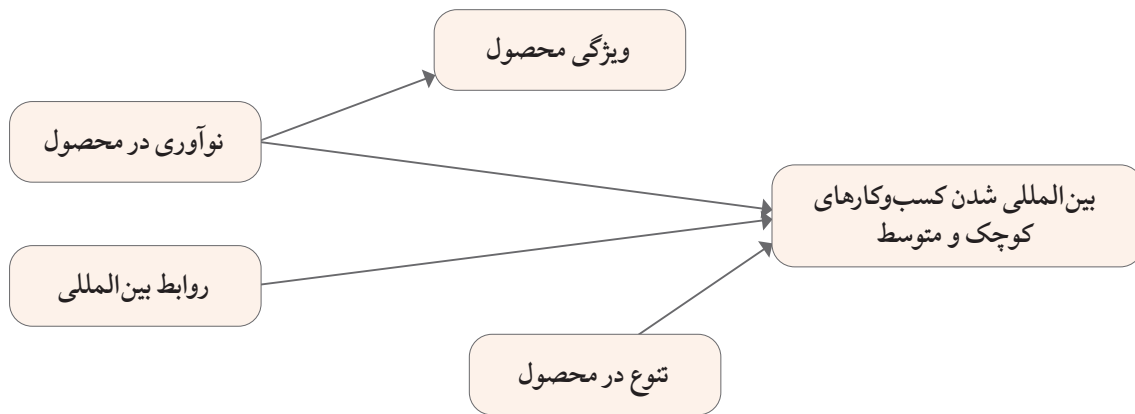 ویژگی محصول
نوآوری در محصول
بین‌المللی شدن کسب‌وکارهای
کوچک و متوسط
روابط بین‌المللی
تنوع در محصول